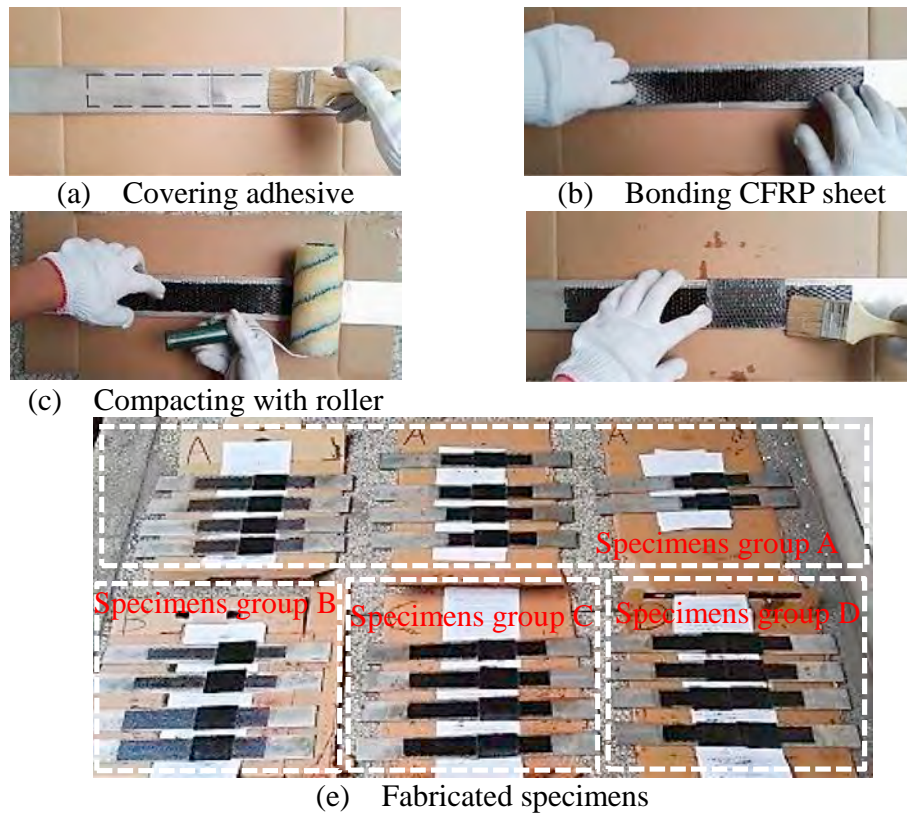 (a) Covering adhesive
(b) Bonding CFRP sheet
(c) Compacting with roller
A
A
A
Specimens group A
Specimens group B
Specimens group C
Specimens group D
(e) Fabricated specimens